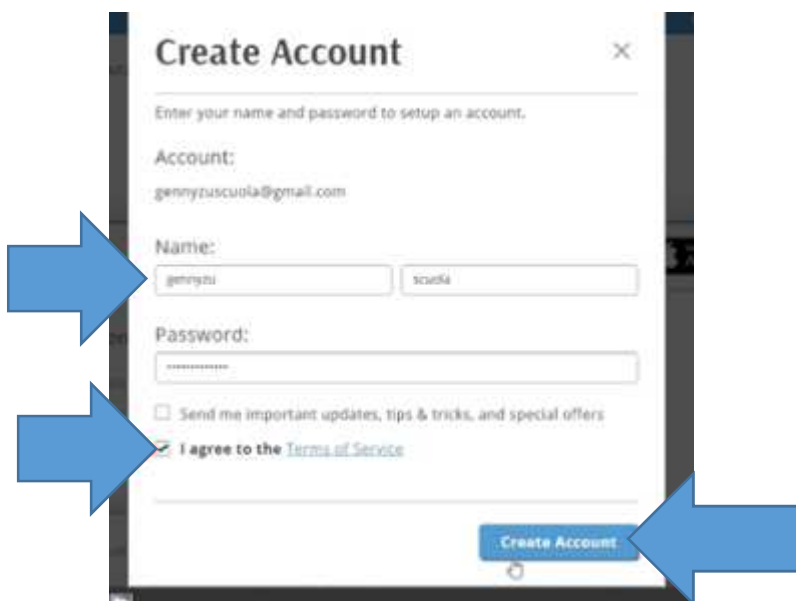 Create Account
Enter your name and password to setup an account.
Account:
gennyzuscuola@gmail.com
Name:
gennyzu scuola
Password:
Send me important updates, tips & tricks, and special offers
I agree to the Terms of Service
Create Account